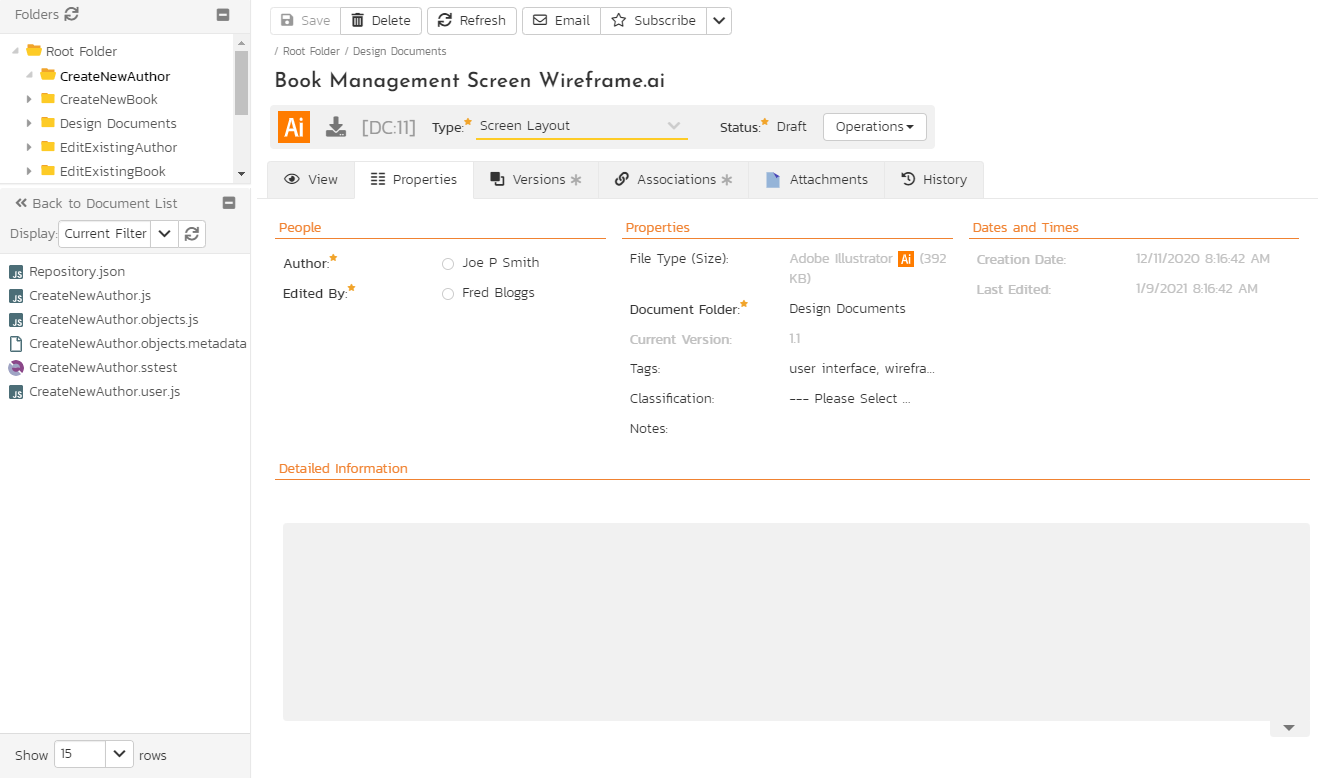 Folders
Root Folder
CreateNewAuthor
CreateNewBook
Design Documents
EditExistingAuthor
EditExistingBook
Back to Document List
Display: Current Filter
Repository.json
CreateNewAuthor.js
CreateNewAuthor.objects.js
CreateNewAuthor.objects.metadata
CreateNewAuthor.sstest
CreateNewAuthor.user.js
Show 15 rows
Save Delete Refresh Email Subscribe
/ Root Folder / Design Documents
Book Management Screen Wireframe.ai
Ai [DC:11] Type: Screen Layout Status: Draft Operations
View Properties Versions Associations Attachments History
People
Author: Joe P Smith
Edited By: Fred Bloggs
Properties
File Type (Size): Adobe Illustrator Ai (392
KB)
Document Folder: Design Documents
Current Version: 1.1
Tags: user interface, wirefra...
Classification: --- Please Select ...
Notes:
Dates and Times
Creation Date: 12/11/2020 8:16:42 AM
Last Edited: 1/9/2021 8:16:42 AM
Detailed Information